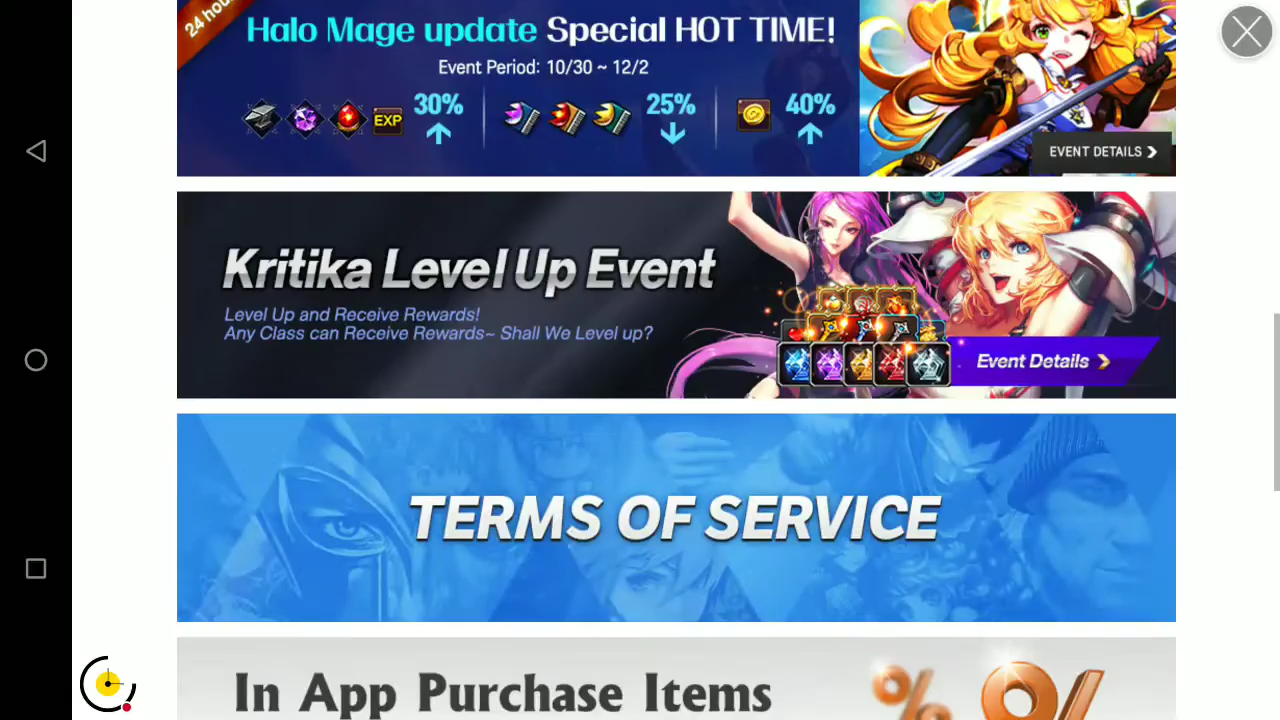 24 hou
Halo Mage update Special HOT TIME!
Event Period: 10/30 ~ 12/2
EXP 30% 25% 40%
EVENT DETAILS
Kritika Level Up Event
Level Up and Receive Rewards!
Any Class can Receive Rewards~ Shall We Level up?
Event Details
TERMS OF SERVICE
In App Purchase Items
% %